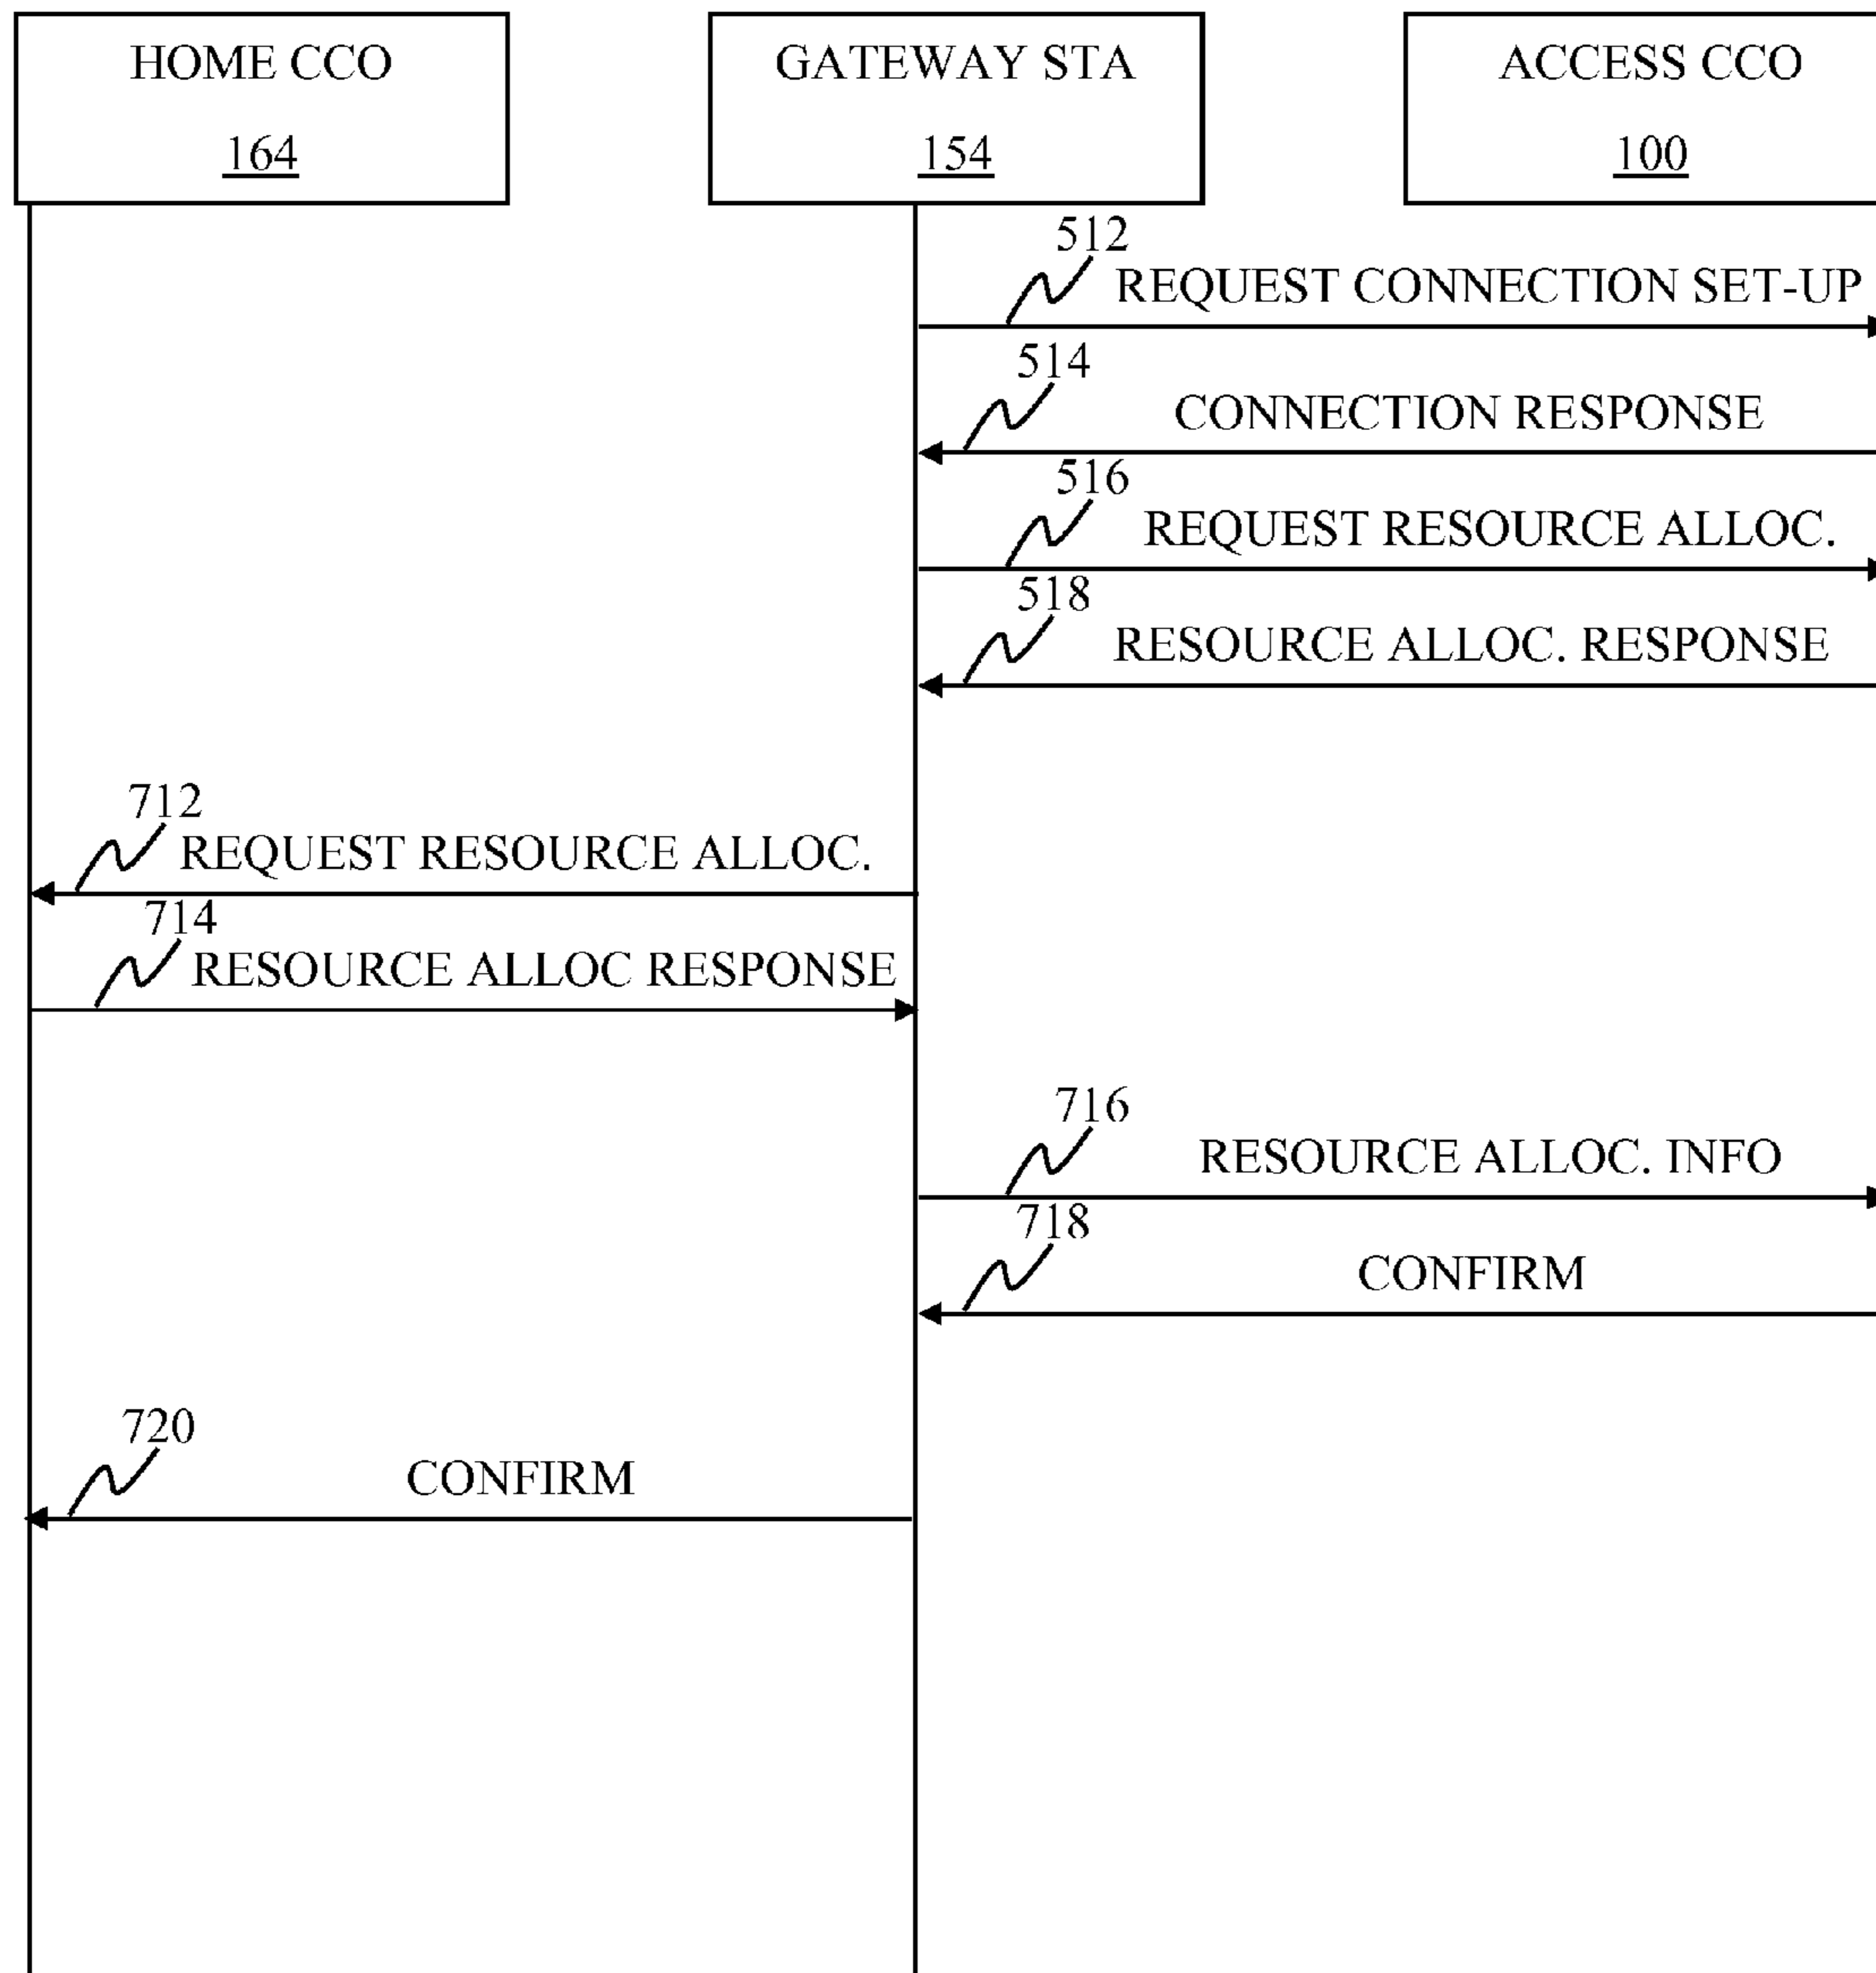 HOME CCO
164
GATEWAY STA
154
ACCESS CCO
100
512
REQUEST CONNECTION SET-UP
514
CONNECTION RESPONSE
516
REQUEST RESOURCE ALLOC.
518
RESOURCE ALLOC. RESPONSE
712
REQUEST RESOURCE ALLOC.
714
RESOURCE ALLOC RESPONSE
716
RESOURCE ALLOC. INFO
718
CONFIRM
720
CONFIRM